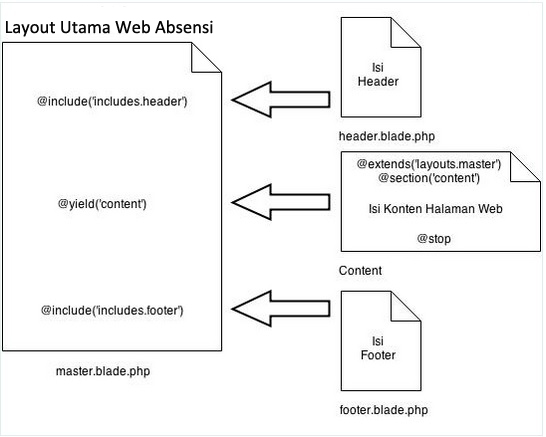 Layout Utama Web Absensi
@include('includes.header')
Isi
Header
header.blade.php
@extends('layouts.master')
@section('content')
@yield('content')
Isi Konten Halaman Web
@stop
Content
@include('includes.footer')
Isi
Footer
master.blade.php
footer.blade.php